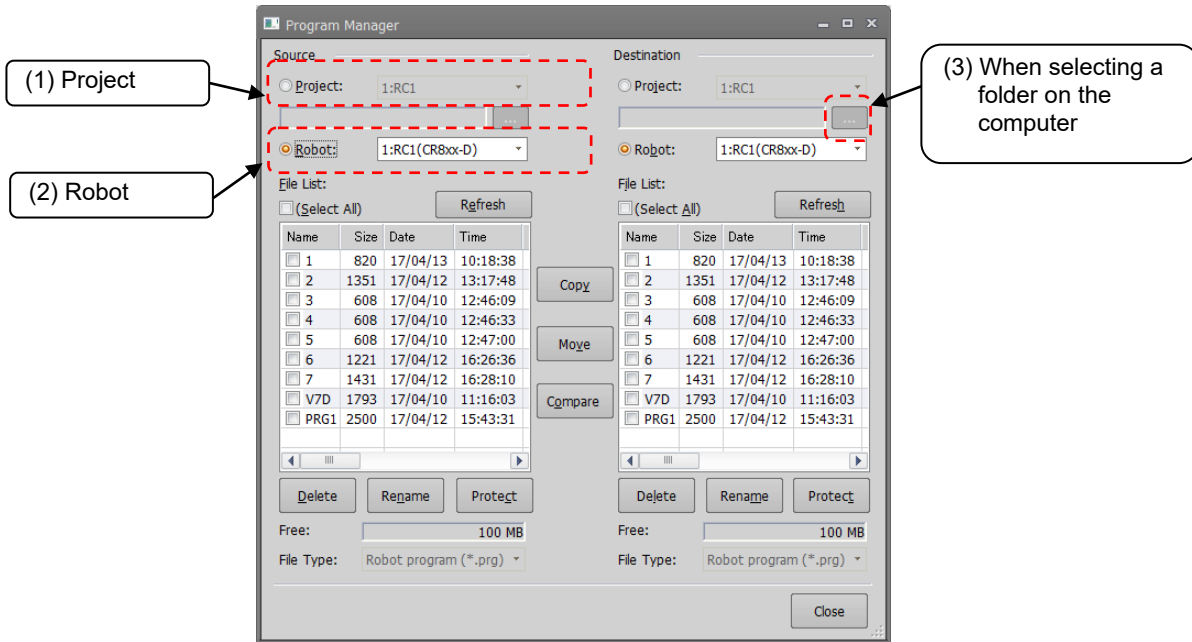 Program Manager
(1) Project
(2) Robot
(3) When selecting a
folder on the
computer
Source
Project: 1:RC1
...
Robot: 1:RC1(CR8xx-D)
File List:
(Select All) Refresh
Name Size Date Time
1 820 17/04/13 10:18:38
2 1351 17/04/12 13:17:48
3 608 17/04/10 12:46:09
4 608 17/04/10 12:46:33
5 608 17/04/10 12:47:00
6 1221 17/04/12 16:26:36
7 1431 17/04/12 16:28:10
V7D 1793 17/04/10 11:16:03
PRG1 2500 17/04/12 15:43:31
Delete Rename Protect
Free: 100 MB
File Type: Robot program (*.prg)
Copy
Move
Compare
Destination
Project: 1:RC1
...
Robot: 1:RC1(CR8xx-D)
File List:
(Select All) Refresh
Name Size Date Time
1 820 17/04/13 10:18:38
2 1351 17/04/12 13:17:48
3 608 17/04/10 12:46:09
4 608 17/04/10 12:46:33
5 608 17/04/10 12:47:00
6 1221 17/04/12 16:26:36
7 1431 17/04/12 16:28:10
V7D 1793 17/04/10 11:16:03
PRG1 2500 17/04/12 15:43:31
Delete Rename Protect
Free: 100 MB
File Type: Robot program (*.prg)
Close